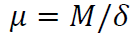 μ = M/δ